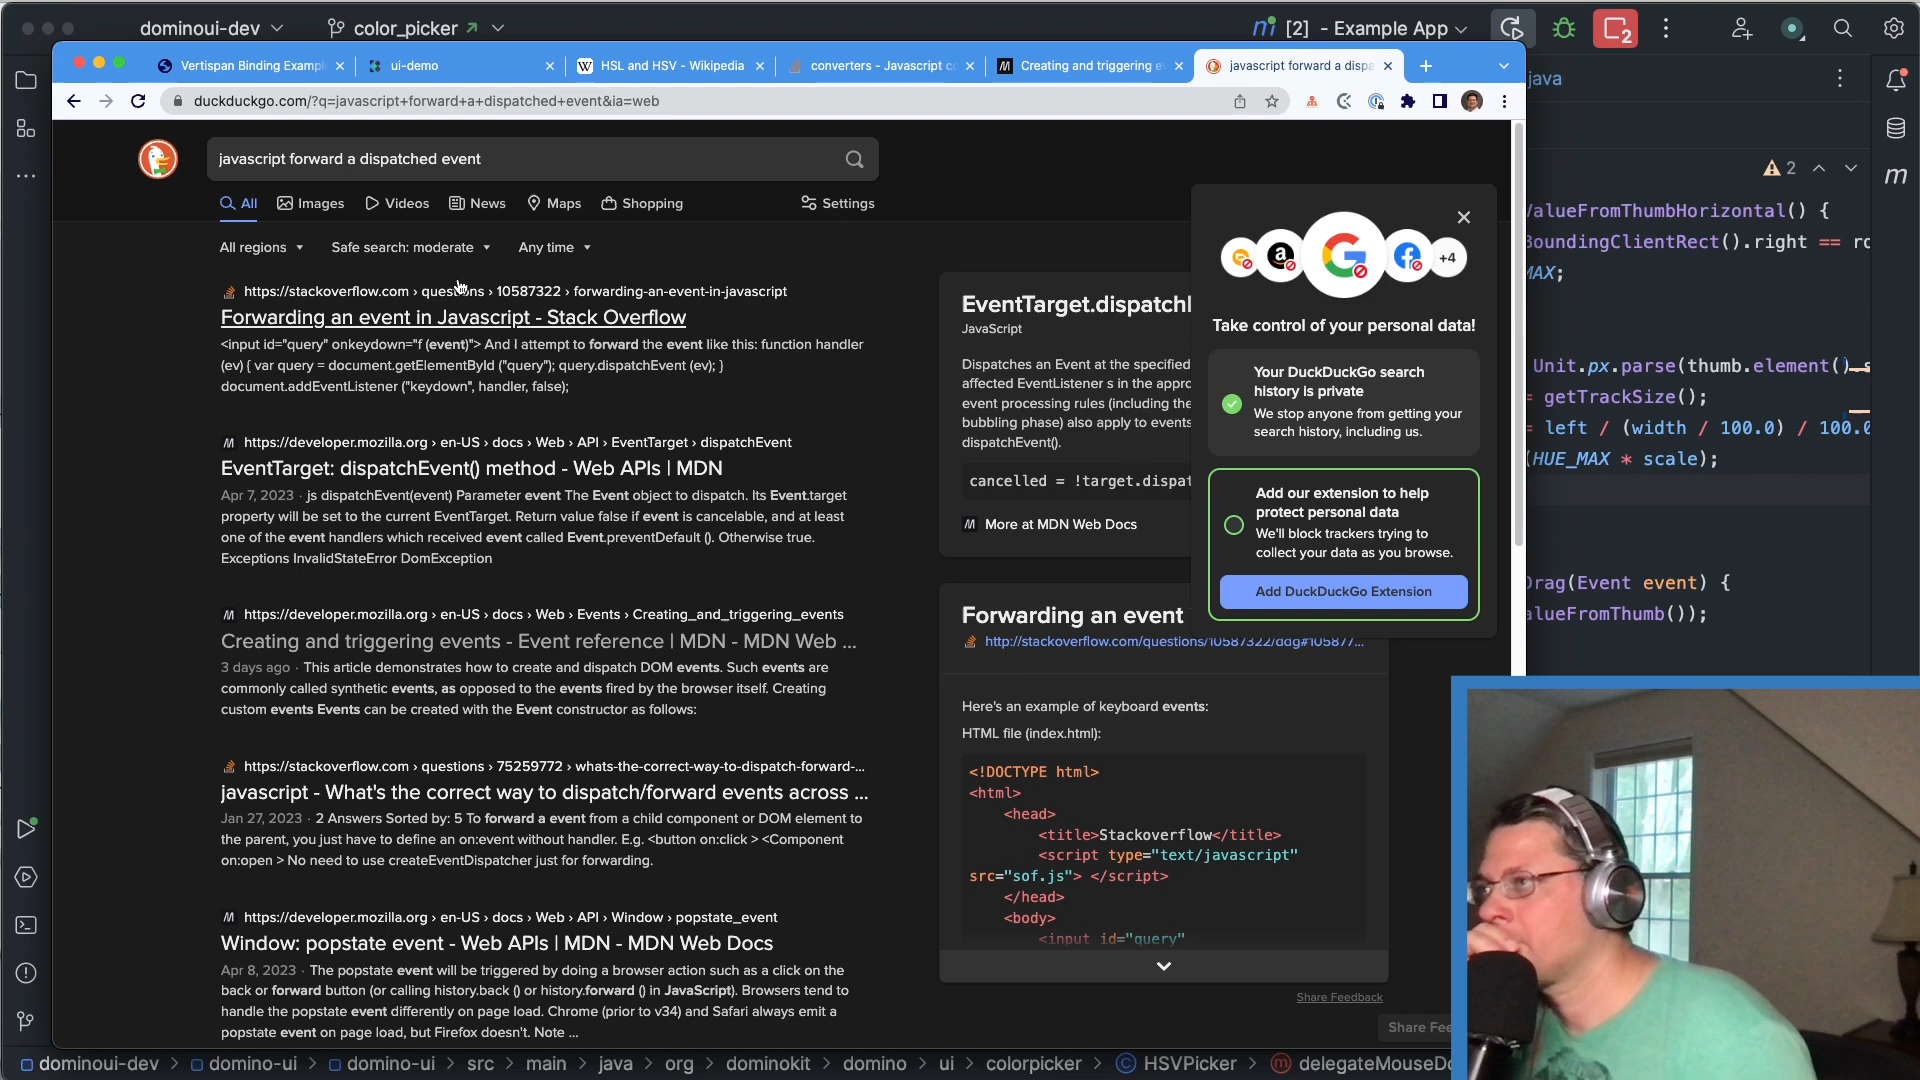 dominoui-dev
color_picker
[2] - Example App
2
Vertispan Binding Exampl
ui-demo
HSL and HSV - Wikipedia
converters - Javascript co
Creating and triggering e
javascript forward a dispa
duckduckgo.com/?q=javascript+forward+a+dispatched+event&ia=web
java
javascript forward a dispatched event
All
Images
Videos
News
Maps
Shopping
Settings
All regions
Safe search: moderate
Any time
https://stackoverflow.com › questions › 10587322 › forwarding-an-event-in-javascript
Forwarding an event in Javascript - Stack Overflow
<input id="query" onkeydown="f (event)"> And I attempt to forward the event like this: function handler
(ev) { var query = document.getElementById ("query"); query.dispatchEvent (ev); }
document.addEventListener ("keydown", handler, false);
https://developer.mozilla.org › en-US › docs › Web › API › EventTarget › dispatchEvent
EventTarget: dispatchEvent() method - Web APIs | MDN
Apr 7, 2023 · js dispatchEvent(event) Parameter event The Event object to dispatch. Its Event.target
property will be set to the current EventTarget. Return value false if event is cancelable, and at least
one of the event handlers which received event called Event.preventDefault (). Otherwise true.
Exceptions InvalidStateError DomException
https://developer.mozilla.org › en-US › docs › Web › Events › Creating_and_triggering_events
Creating and triggering events - Event reference | MDN - MDN Web ...
3 days ago · This article demonstrates how to create and dispatch DOM events. Such events are
commonly called synthetic events, as opposed to the events fired by the browser itself. Creating
custom events Events can be created with the Event constructor as follows:
https://stackoverflow.com › questions › 75259772 › whats-the-correct-way-to-dispatch-forward-...
javascript - What's the correct way to dispatch/forward events across ...
Jan 27, 2023 · 2 Answers Sorted by: 5 To forward a event from a child component or DOM element to
the parent, you just have to define an on:event without handler. E.g. <button on:click > <Component
on:open > No need to use createEventDispatcher just for forwarding.
https://developer.mozilla.org › en-US › docs › Web › API › Window › popstate_event
Window: popstate event - Web APIs | MDN - MDN Web Docs
Apr 8, 2023 · The popstate event will be triggered by doing a browser action such as a click on the
back or forward button (or calling history.back () or history.forward () in JavaScript). Browsers tend to
handle the popstate event differently on page load. Chrome (prior to v34) and Safari always emit a
popstate event on page load, but Firefox doesn't. Note ...
EventTarget.dispatchE
JavaScript
Dispatches an Event at the specified
affected EventListener s in the appro
event processing rules (including the
bubbling phase) also apply to events
dispatchEvent().
cancelled = !target.dispat
More at MDN Web Docs
Forwarding an event
http://stackoverflow.com/questions/10587322/ddg#105877...
Here's an example of keyboard events:
HTML file (index.html):
<!DOCTYPE html>
<html>
<head>
<title>Stackoverflow</title>
<script type="text/javascript"
src="sof.js"> </script>
</head>
<body>
<input id="query"
Share Feedback
Share Fee
+4
Take control of your personal data!
Your DuckDuckGo search
history is private
We stop anyone from getting your
search history, including us.
Add our extension to help
protect personal data
We'll block trackers trying to
collect your data as you browse.
Add DuckDuckGo Extension
2
ValueFromThumbHorizontal() {
BoundingClientRect().right == ro
MAX;
Unit.px.parse(thumb.element().s
= getTrackSize();
= left / (width / 100.0) / 100.0
(HUE_MAX * scale);
Drag(Event event) {
alueFromThumb());
dominoui-dev > domino-ui > domino-ui > src > main > java > org > dominokit > domino > ui > colorpicker > HSVPicker > delegateMouseDo